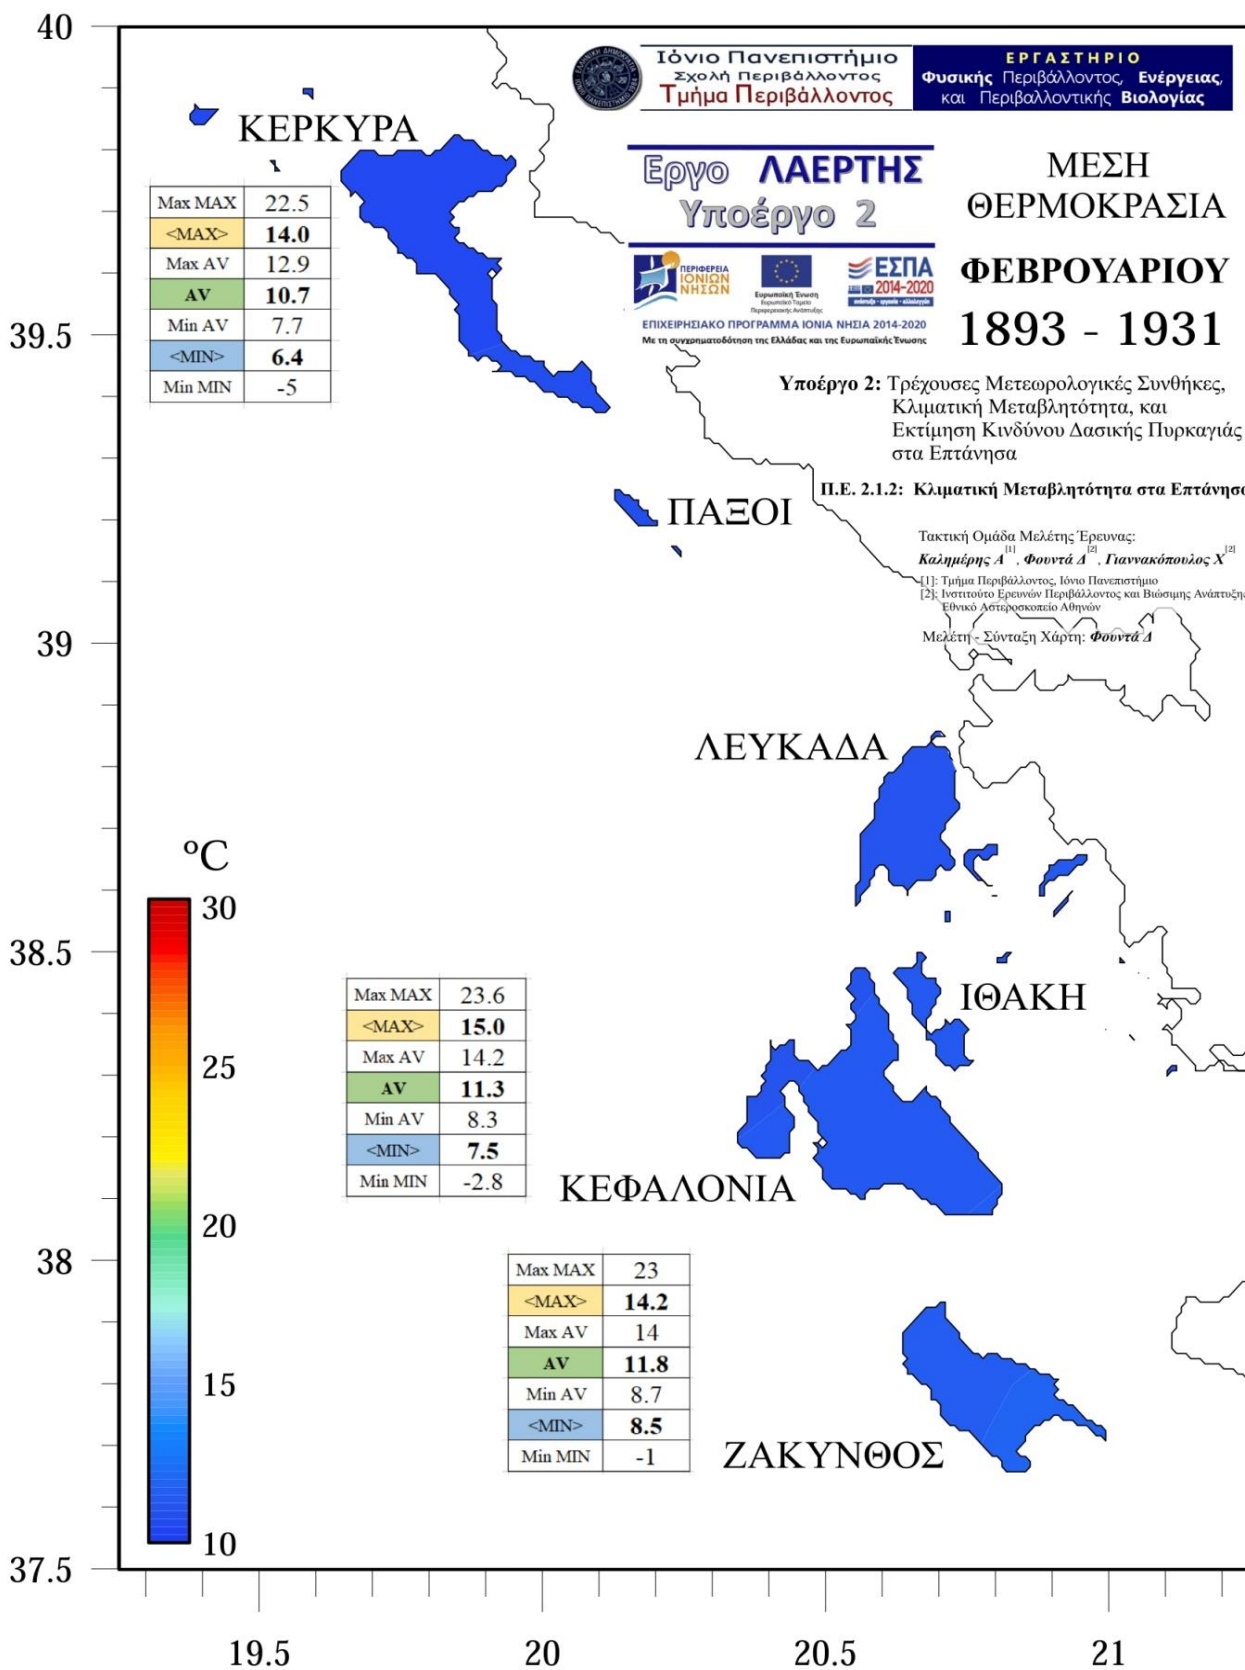 40
39.5
39
38.5
38
37.5
19.5
20
20.5
21
Ιόνιο Πανεπιστήμιο
Σχολή Περιβάλλοντος
Τμήμα Περιβάλλοντος
ΕΡΓΑΣΤΗΡΙΟ
Φυσικής Περιβάλλοντος, Ενέργειας,
και Περιβαλλοντικής Βιολογίας
Εργο ΛΑΕΡΤΗΣ
Υποέργο 2
ΠΕΡΙΦΕΡΕΙΑ
ΙΟΝΙΩΝ
ΝΗΣΩΝ
Ευρωπαϊκή Ένωση
Ευρωπαϊκό Ταμείο
Περιφερειακής Ανάπτυξης
ΕΣΠΑ
2014-2020
ανάπτυξη - εργασία - αλληλεγγύη
ΕΠΙΧΕΙΡΗΣΙΑΚΟ ΠΡΟΓΡΑΜΜΑ ΙΟΝΙΑ ΝΗΣΙΑ 2014-2020
Με τη συγχρηματοδότηση της Ελλάδας και της Ευρωπαϊκής Ένωσης
ΜΕΣΗ
ΘΕΡΜΟΚΡΑΣΙΑ
ΦΕΒΡΟΥΑΡΙΟΥ
1893 - 1931
Υποέργο 2: Τρέχουσες Μετεωρολογικές Συνθήκες,
Κλιματική Μεταβλητότητα, και
Εκτίμηση Κινδύνου Δασικής Πυρκαγιάς
στα Επτάνησα
Π.Ε. 2.1.2: Κλιματική Μεταβλητότητα στα Επτάνησα
Τακτική Ομάδα Μελέτης Έρευνας:
Καλημέρης Α [1], Φουντά Δ [2], Γιαννακόπουλος Χ [2]
[1]: Τμήμα Περιβάλλοντος, Ιόνιο Πανεπιστήμιο
[2]: Ινστιτούτο Ερευνών Περιβάλλοντος και Βιώσιμης Ανάπτυξης
Εθνικό Αστεροσκοπείο Αθηνών
Μελέτη - Σύνταξη Χάρτη: Φουντά Δ
ΚΕΡΚΥΡΑ
Max MAX 22.5
<MAX> 14.0
Max AV 12.9
AV 10.7
Min AV 7.7
<MIN> 6.4
Min MIN -5
ΠΑΞΟΙ
ΛΕΥΚΑΔΑ
ΙΘΑΚΗ
ºC
30
25
20
15
10
Max MAX 23.6
<MAX> 15.0
Max AV 14.2
AV 11.3
Min AV 8.3
<MIN> 7.5
Min MIN -2.8
ΚΕΦΑΛΟΝΙΑ
Max MAX 23
<MAX> 14.2
Max AV 14
AV 11.8
Min AV 8.7
<MIN> 8.5
Min MIN -1
ΖΑΚΥΝΘΟΣ